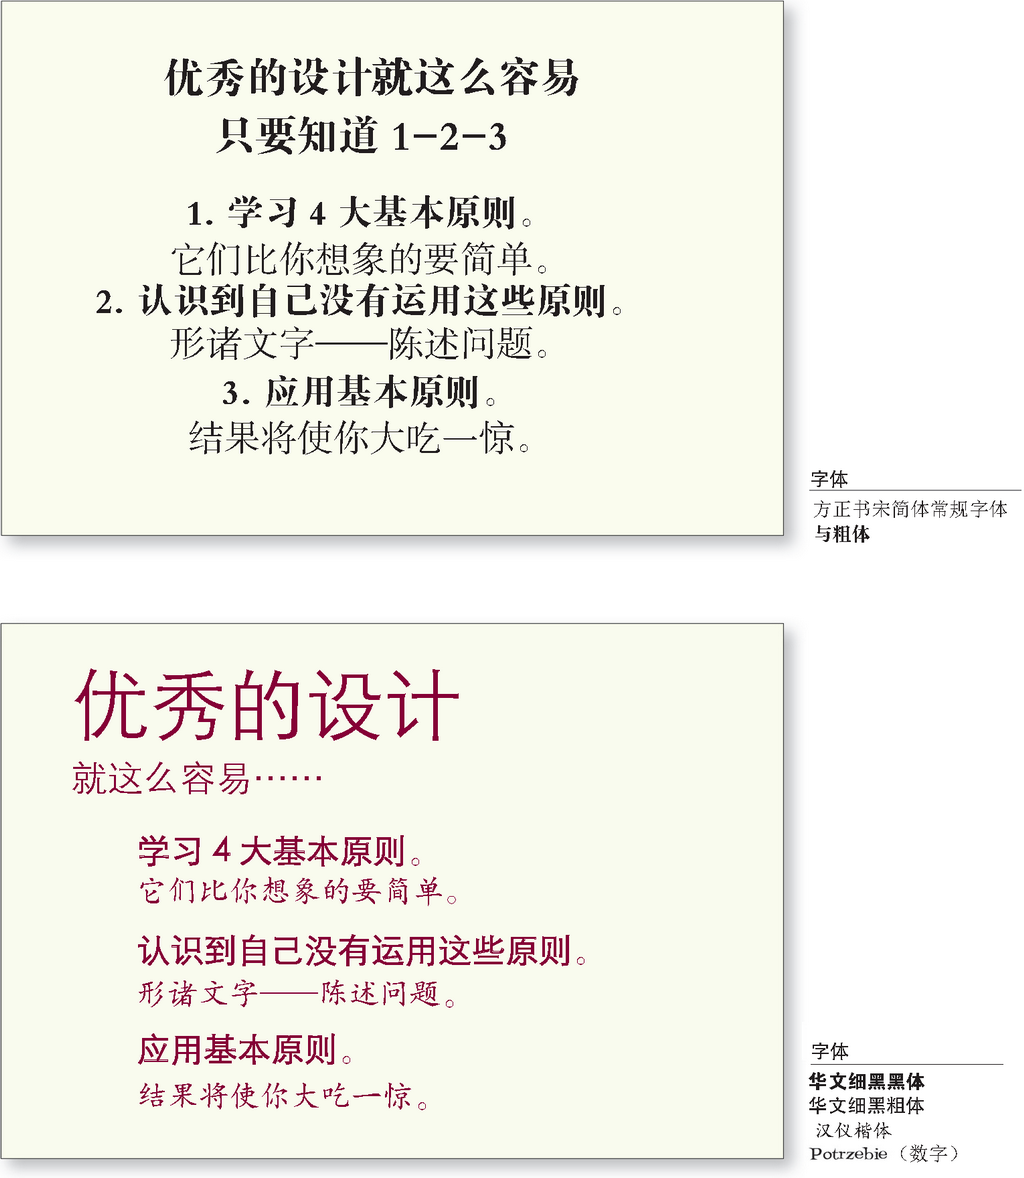 优秀的设计就这么容易
只要知道 1-2-3
1. 学习 4 大基本原则。
它们比你想象的要简单。
2. 认识到自己没有运用这些原则。
形诸文字——陈述问题。
3. 应用基本原则。
结果将使你大吃一惊。
字体
方正书宋简体常规字体
与粗体
优秀的设计
就这么容易……
学习 4 大基本原则。
它们比你想象的要简单。
认识到自己没有运用这些原则。
形诸文字——陈述问题。
应用基本原则。
结果将使你大吃一惊。
字体
华文细黑黑体
华文细黑粗体
汉仪楷体
Potrzebie（数字）